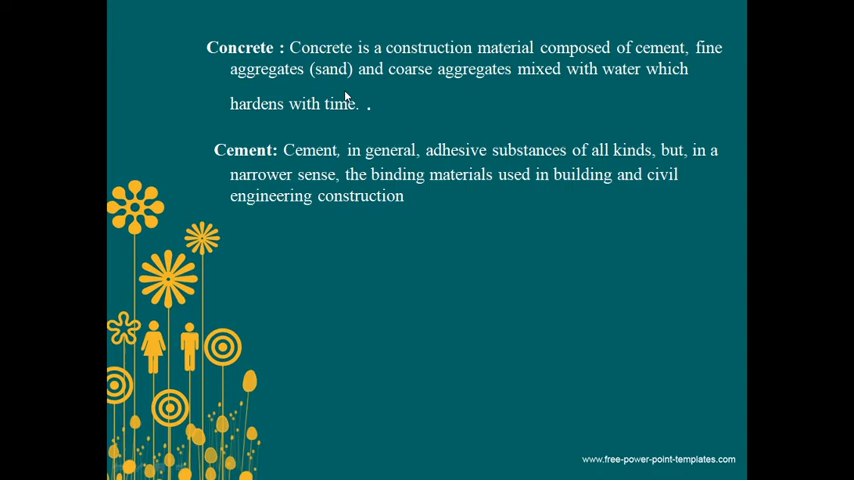 Concrete : Concrete is a construction material composed of cement, fine
aggregates (sand) and coarse aggregates mixed with water which
hardens with time. .
Cement: Cement, in general, adhesive substances of all kinds, but, in a
narrower sense, the binding materials used in building and civil
engineering construction
www.free-power-point-templates.com